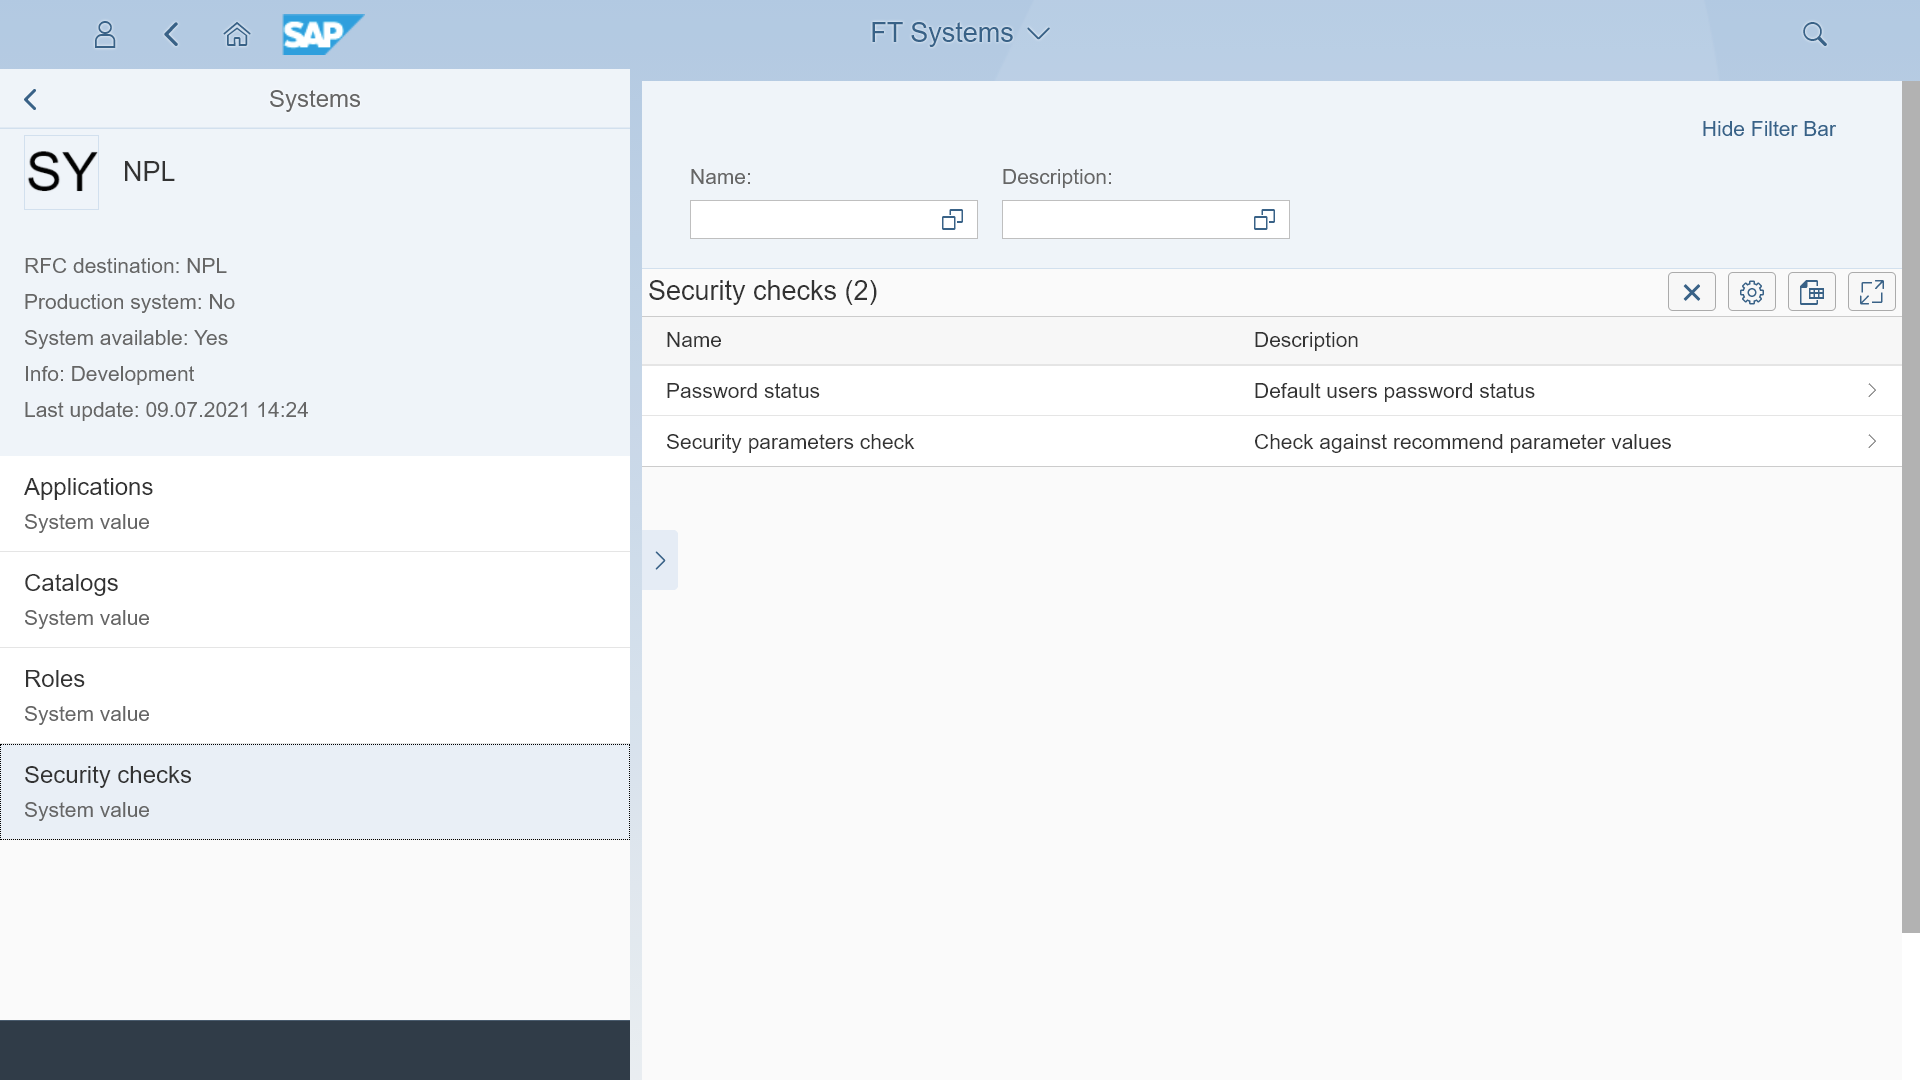 SAP
FT Systems
Systems
SY
NPL
RFC destination: NPL
Production system: No
System available: Yes
Info: Development
Last update: 09.07.2021 14:24
Applications
System value
Catalogs
System value
Roles
System value
Security checks
System value
Hide Filter Bar
Name: Description:
Security checks (2)
Name Description
Password status Default users password status
Security parameters check Check against recommend parameter values